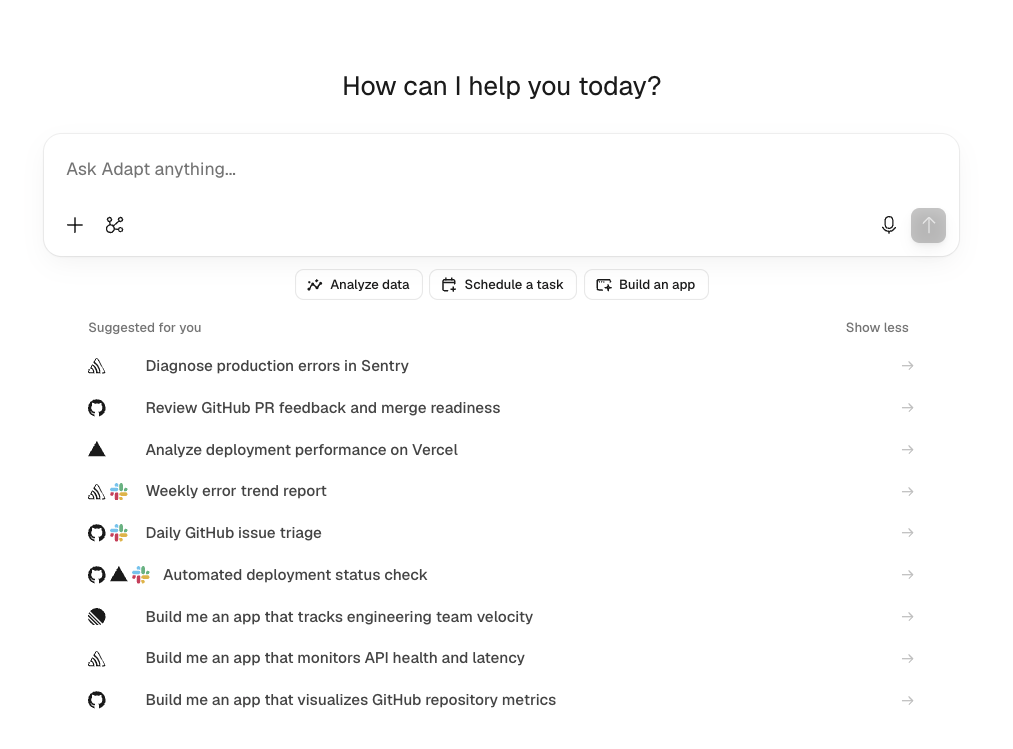 How can I help you today?
Ask Adapt anything...
Analyze data
Schedule a task
Build an app
Suggested for you
Show less
Diagnose production errors in Sentry
Review GitHub PR feedback and merge readiness
Analyze deployment performance on Vercel
Weekly error trend report
Daily GitHub issue triage
Automated deployment status check
Build me an app that tracks engineering team velocity
Build me an app that monitors API health and latency
Build me an app that visualizes GitHub repository metrics